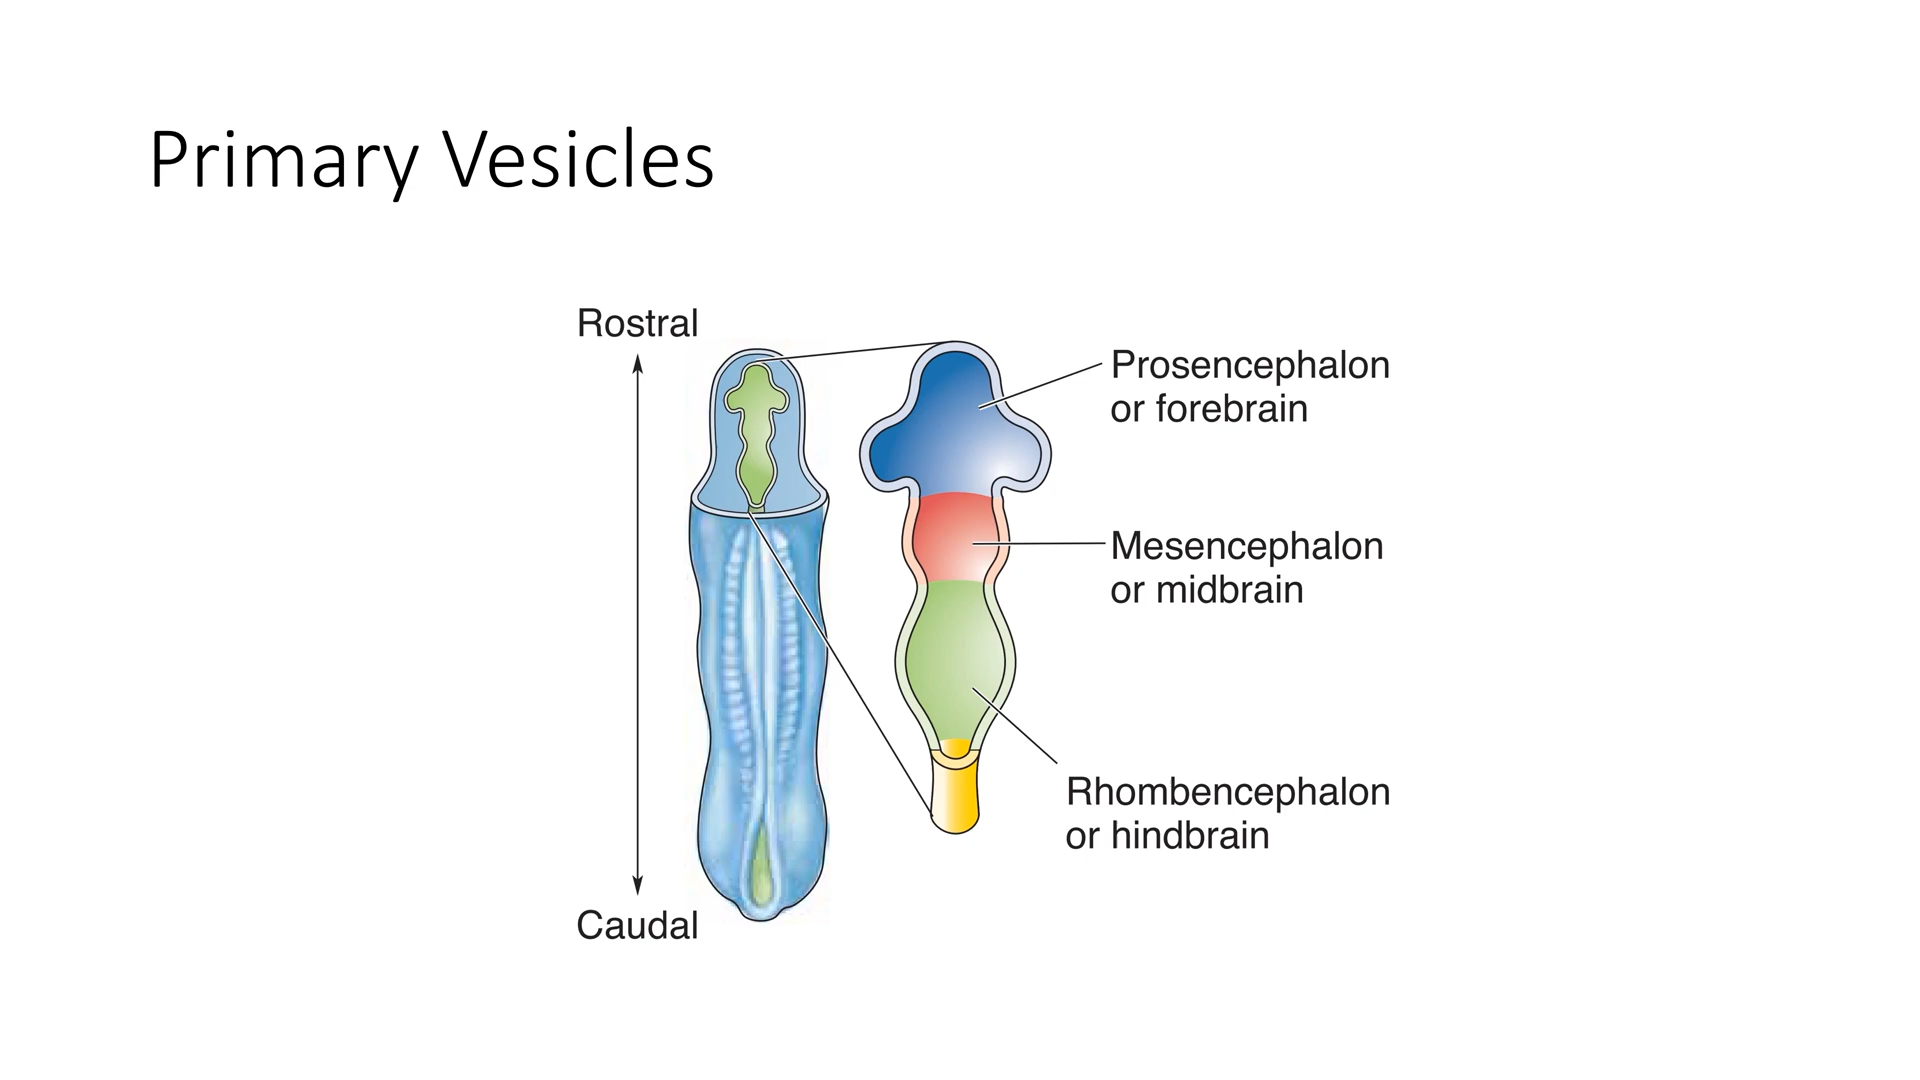 Primary Vesicles
Rostral
Prosencephalon
or forebrain
Mesencephalon
or midbrain
Rhombencephalon
or hindbrain
Caudal